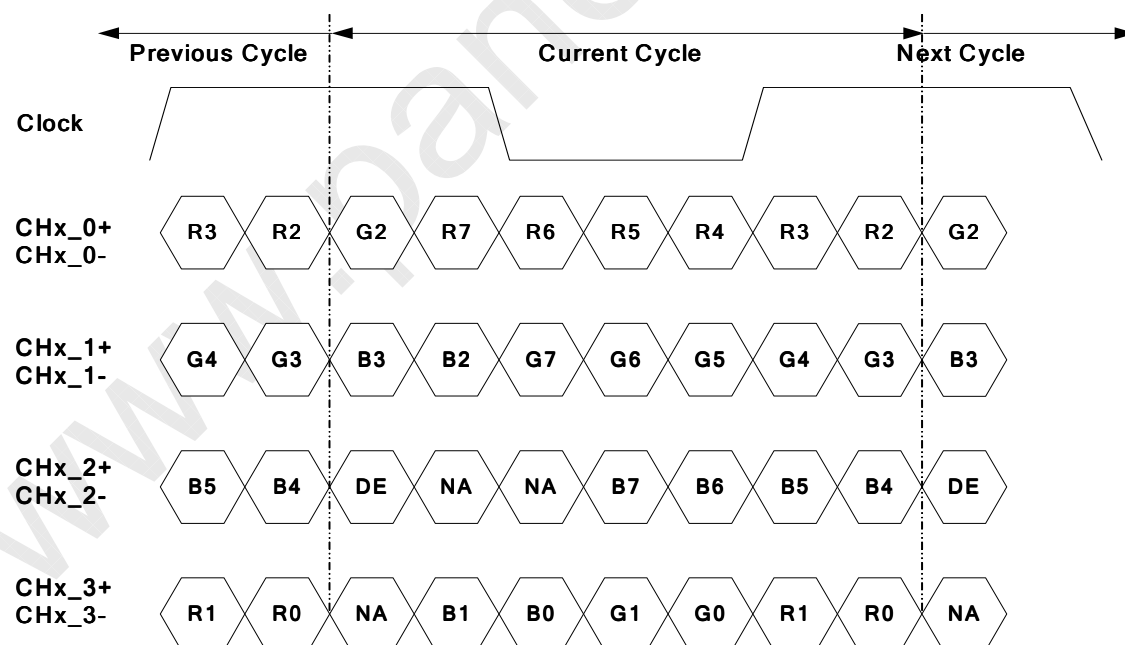 Previous Cycle Current Cycle Next Cycle
Clock
CHx_0+
CHx_0-
R3 R2 G2 R7 R6 R5 R4 R3 R2 G2
CHx_1+
CHx_1-
G4 G3 B3 B2 G7 G6 G5 G4 G3 B3
CHx_2+
CHx_2-
B5 B4 DE NA NA B7 B6 B5 B4 DE
CHx_3+
CHx_3-
R1 R0 NA B1 B0 G1 G0 R1 R0 NA
www.pan